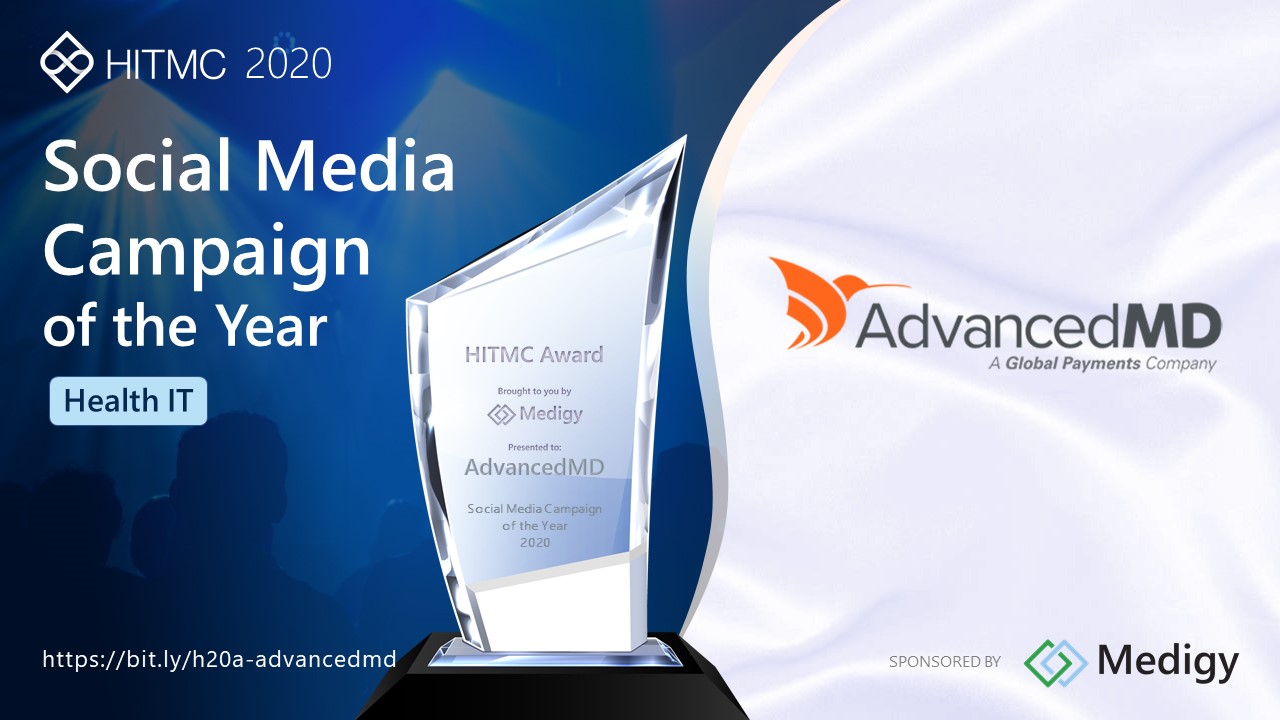 HITMC 2020
Social Media
Campaign
of the Year
Health IT
HITMC Award
Brought to you by
Medigy
Presented to:
AdvancedMD
Social Media Campaign
of the Year
2020
https://bit.ly/h20a-advancedmd
AdvancedMD
A Global Payments Company
SPONSORED BY Medigy